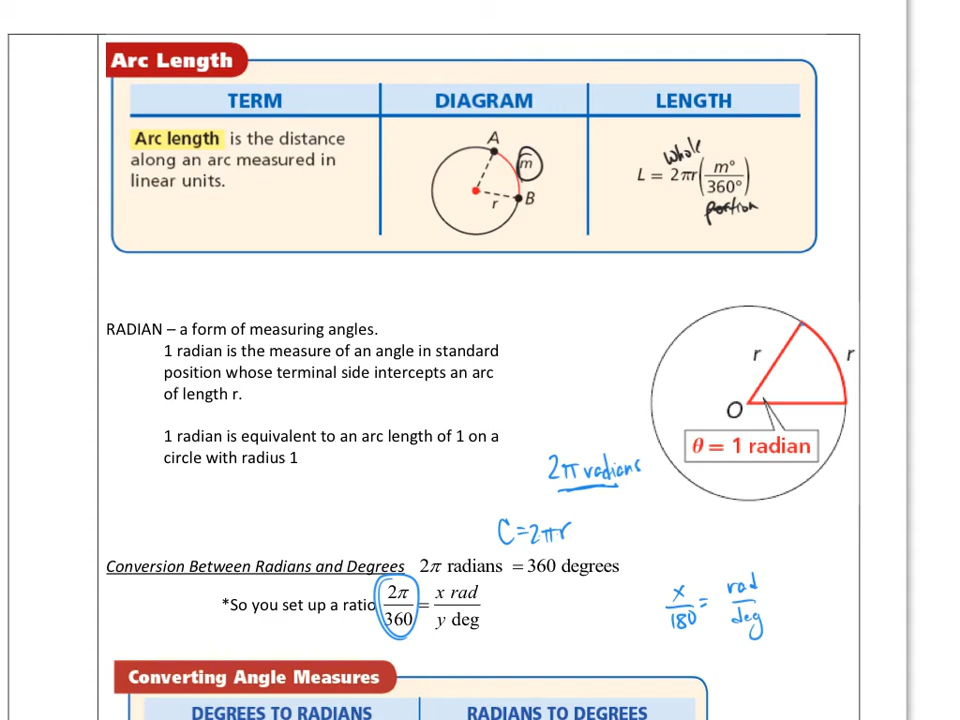 Arc Length
TERM DIAGRAM LENGTH
Arc length is the distance
along an arc measured in
linear units.
A
m
B
r
whole
L = 2πr(m°/360°)
portion
RADIAN – a form of measuring angles.
1 radian is the measure of an angle in standard
position whose terminal side intercepts an arc
of length r.
1 radian is equivalent to an arc length of 1 on a
circle with radius 1
r
r
O
θ = 1 radian
2π radians
C=2πr
Conversion Between Radians and Degrees 2π radians = 360 degrees
*So you set up a ratio 2π/360 = x rad/y deg
x/180 = rad/deg
Converting Angle Measures
DEGREES TO RADIANS RADIANS TO DEGREES